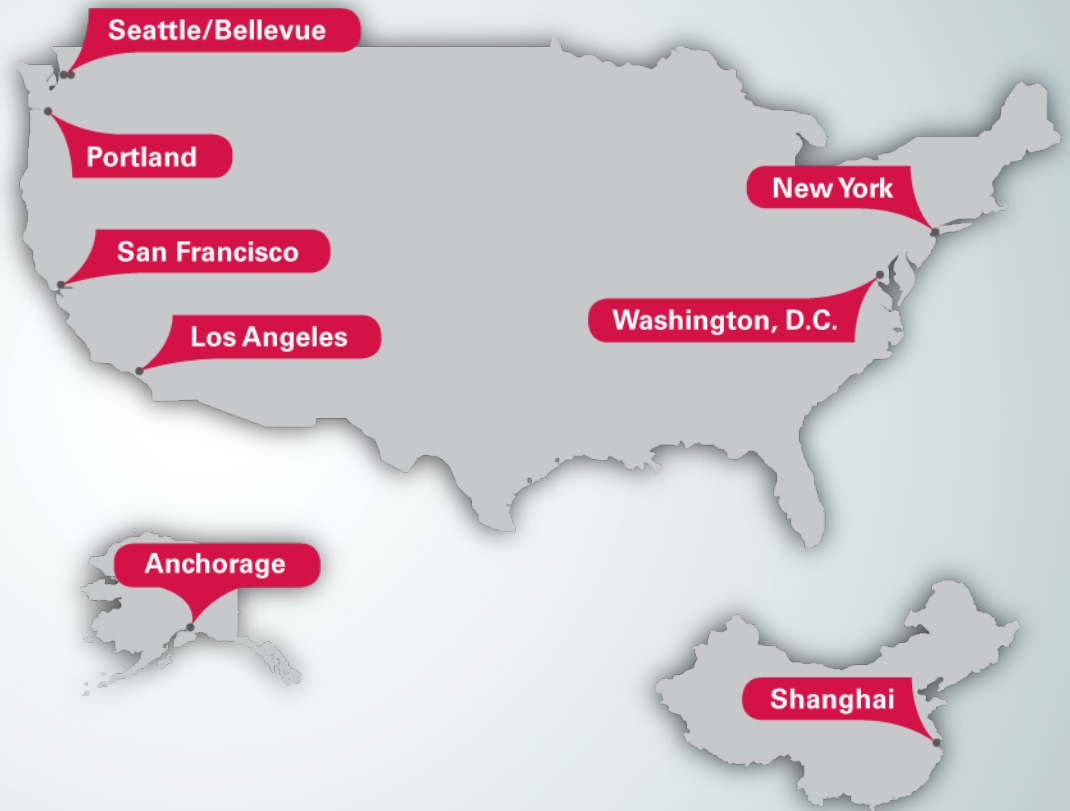 Seattle/Bellevue
Portland
New York
San Francisco
Washington, D.C.
Los Angeles
Anchorage
Shanghai